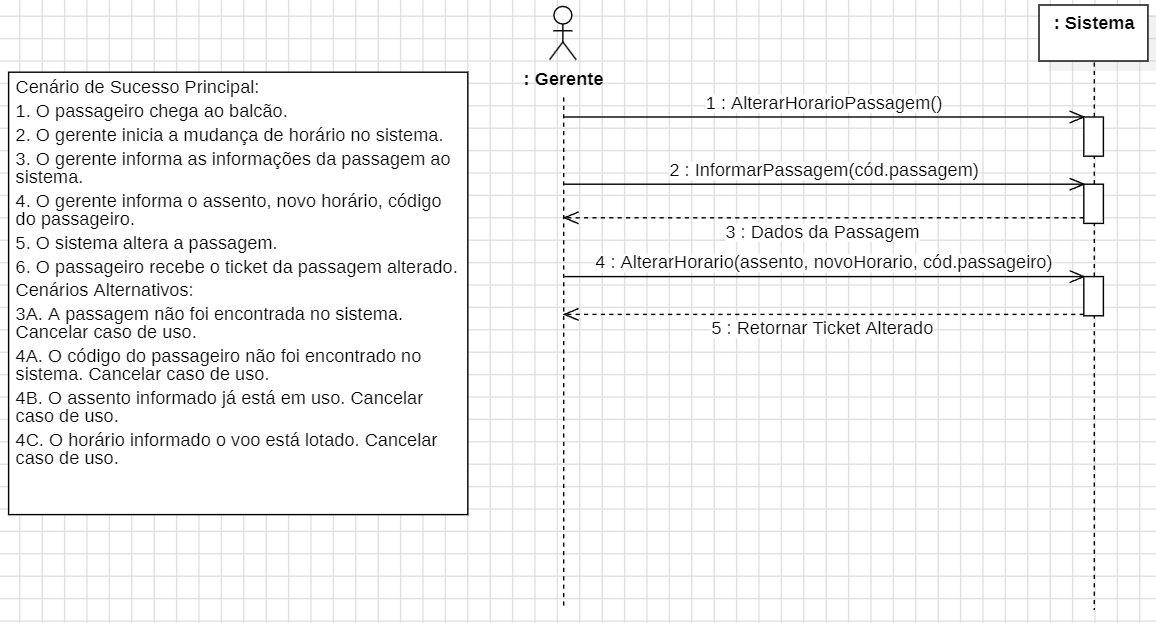 : Gerente
: Sistema
Cenário de Sucesso Principal:
1. O passageiro chega ao balcão.
2. O gerente inicia a mudança de horário no sistema.
3. O gerente informa as informações da passagem ao
sistema.
4. O gerente informa o assento, novo horário, código
do passageiro.
5. O sistema altera a passagem.
6. O passageiro recebe o ticket da passagem alterado.
Cenários Alternativos:
3A. A passagem não foi encontrada no sistema.
Cancelar caso de uso.
4A. O código do passageiro não foi encontrado no
sistema. Cancelar caso de uso.
4B. O assento informado já está em uso. Cancelar
caso de uso.
4C. O horário informado o voo está lotado. Cancelar
caso de uso.
1 : AlterarHorarioPassagem()
2 : InformarPassagem(cód.passagem)
3 : Dados da Passagem
4 : AlterarHorario(assento, novoHorario, cód.passageiro)
5 : Retornar Ticket Alterado